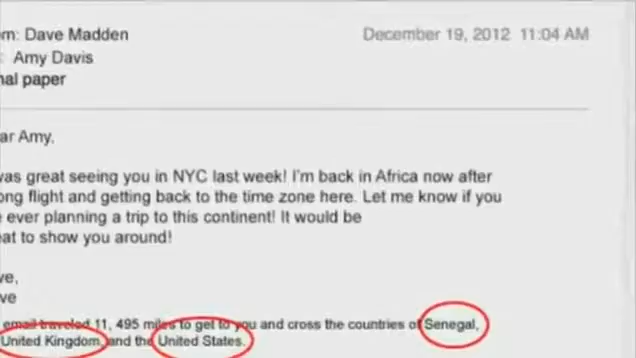 m: Dave Madden
December 19, 2012 11:04 AM
: Amy Davis
nal paper
ar Amy,
was great seeing you in NYC last week! I'm back in Africa now after
ong flight and getting back to the time zone here. Let me know if you
e ever planning a trip to this continent! It would be
eat to show you around!
ve,
ve
email traveled 11, 495 miles to get to you and cross the countries of Senegal,
United Kingdom, and the United States.